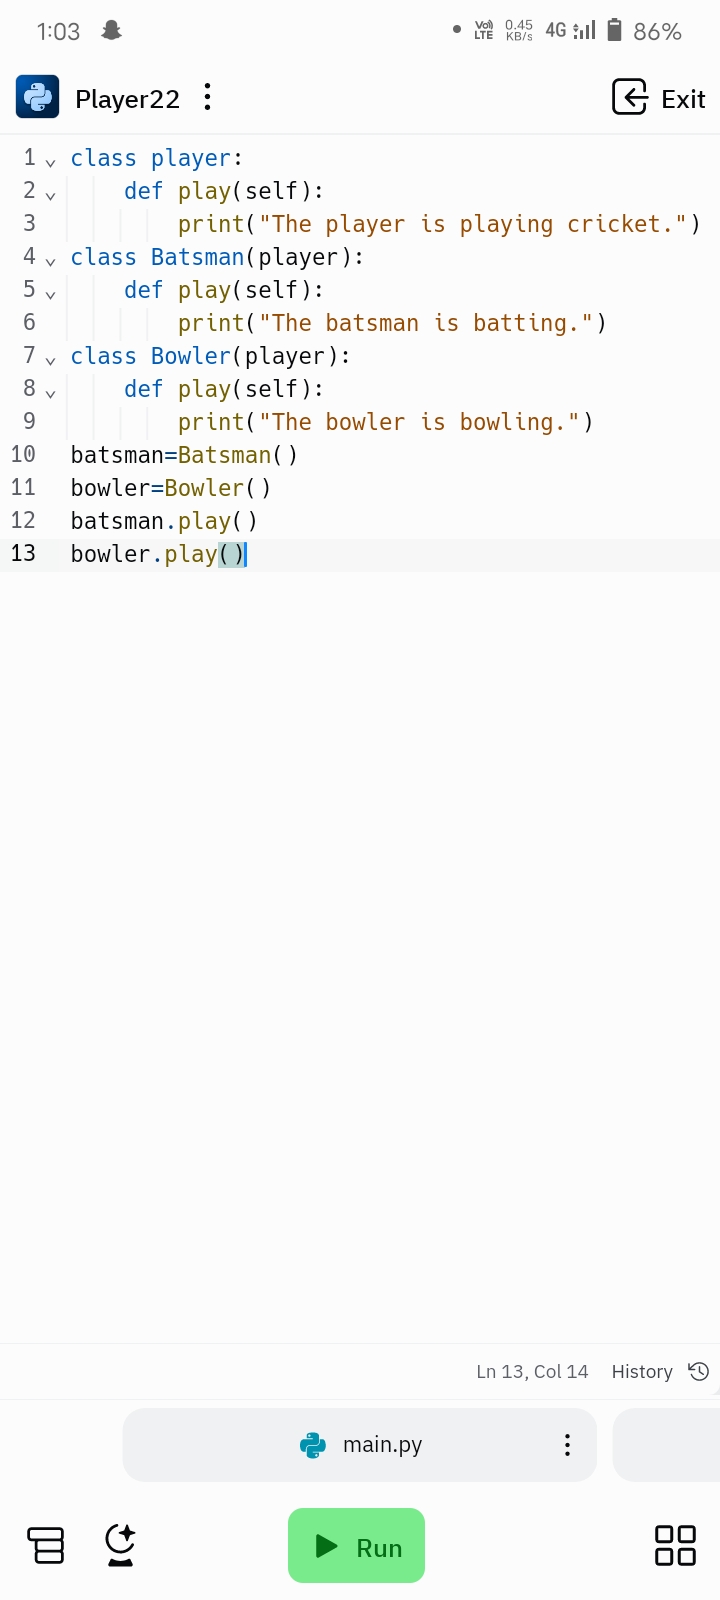 1:03
Vo) LTE 0.45 KB/s 4G 86%
Player22 Exit
1 class player:
2     def play(self):
3         print("The player is playing cricket.")
4 class Batsman(player):
5     def play(self):
6         print("The batsman is batting.")
7 class Bowler(player):
8     def play(self):
9         print("The bowler is bowling.")
10 batsman=Batsman()
11 bowler=Bowler()
12 batsman.play()
13 bowler.play()
Ln 13, Col 14 History
main.py
Run